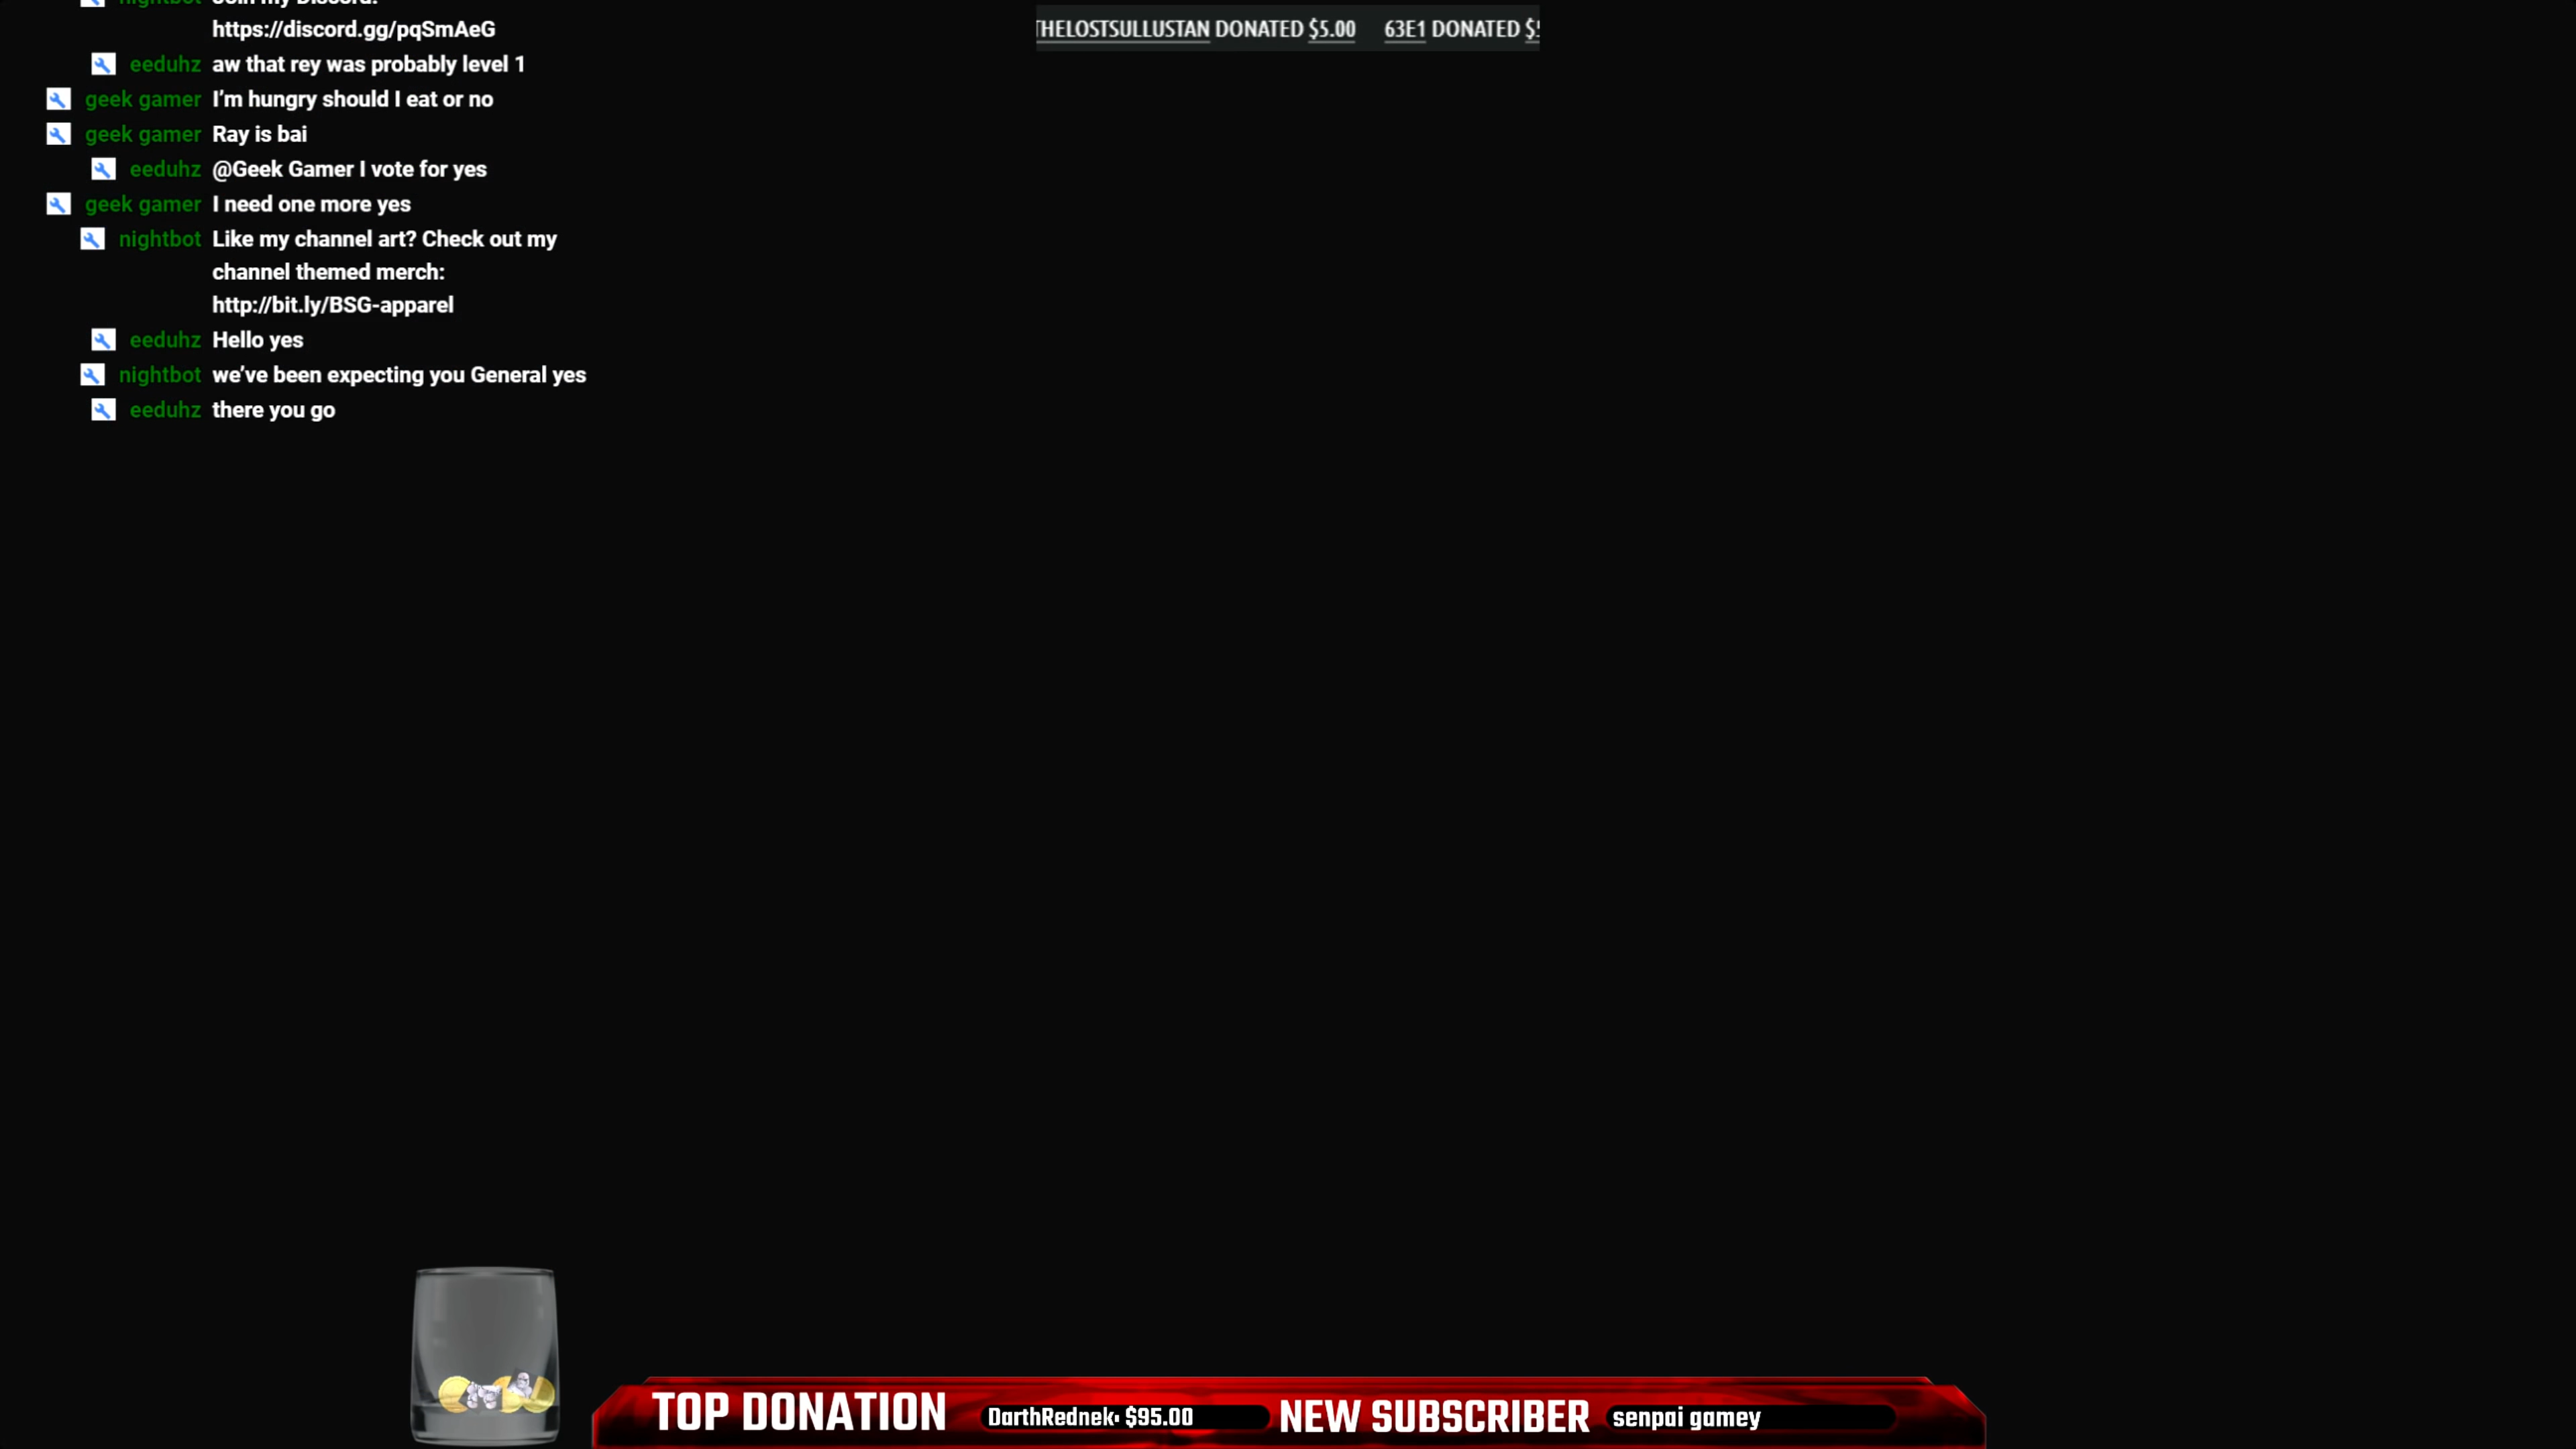 nightbot Join my Discord:
https://discord.gg/pqSmAeG
eeduhz aw that rey was probably level 1
geek gamer I'm hungry should I eat or no
geek gamer Ray is bai
eeduhz @Geek Gamer I vote for yes
geek gamer I need one more yes
nightbot Like my channel art? Check out my
channel themed merch:
http://bit.ly/BSG-apparel
eeduhz Hello yes
nightbot we've been expecting you General yes
eeduhz there you go
THELOSTSULLUSTAN DONATED $5.00 63E1 DONATED
TOP DONATION DarthRednek: $95.00 NEW SUBSCRIBER senpai gamey